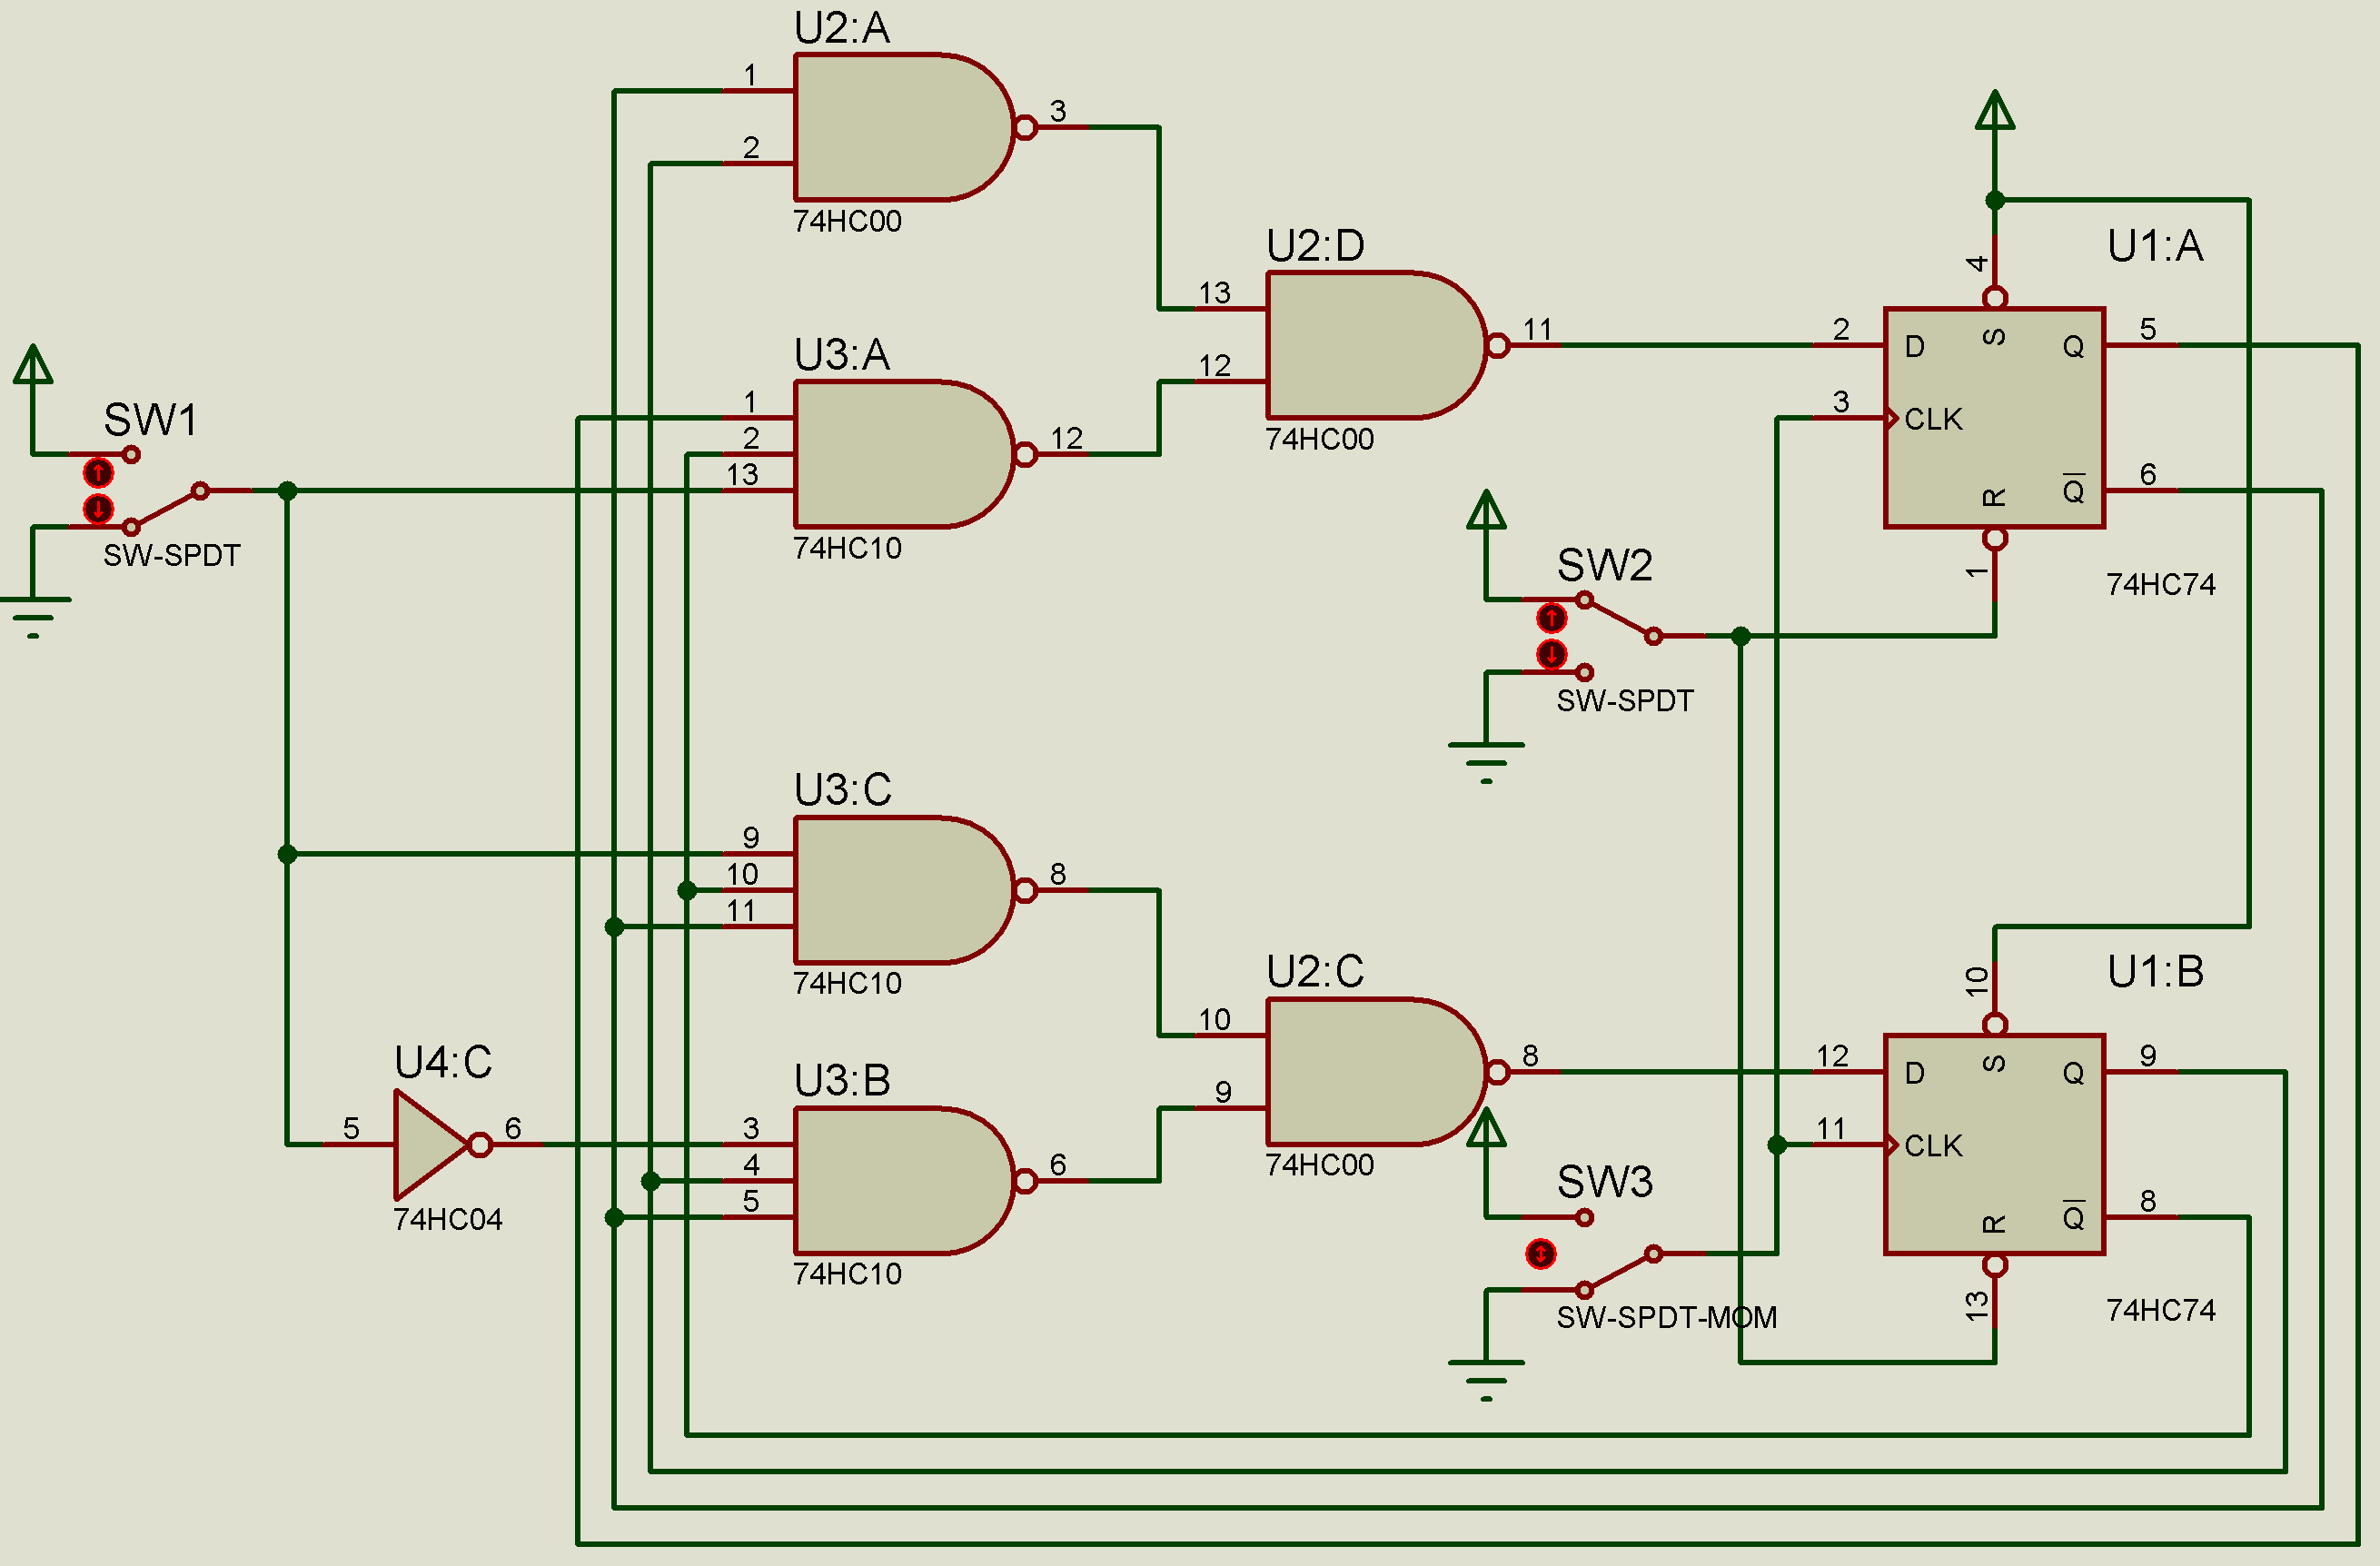 U2:A
1
3
2
74HC00
U2:D
13
11
12
74HC00
U1:A
4
S
2
D
Q
5
3
CLK
6
Q
R
1
74HC74
U3:A
1
2
12
13
74HC10
SW1
SW-SPDT
SW2
SW-SPDT
U3:C
9
10
8
11
74HC10
U2:C
10
8
9
74HC00
U1:B
10
S
12
D
Q
9
11
CLK
8
Q
R
13
74HC74
U4:C
5
6
74HC04
U3:B
3
4
6
5
74HC10
SW3
SW-SPDT-MOM